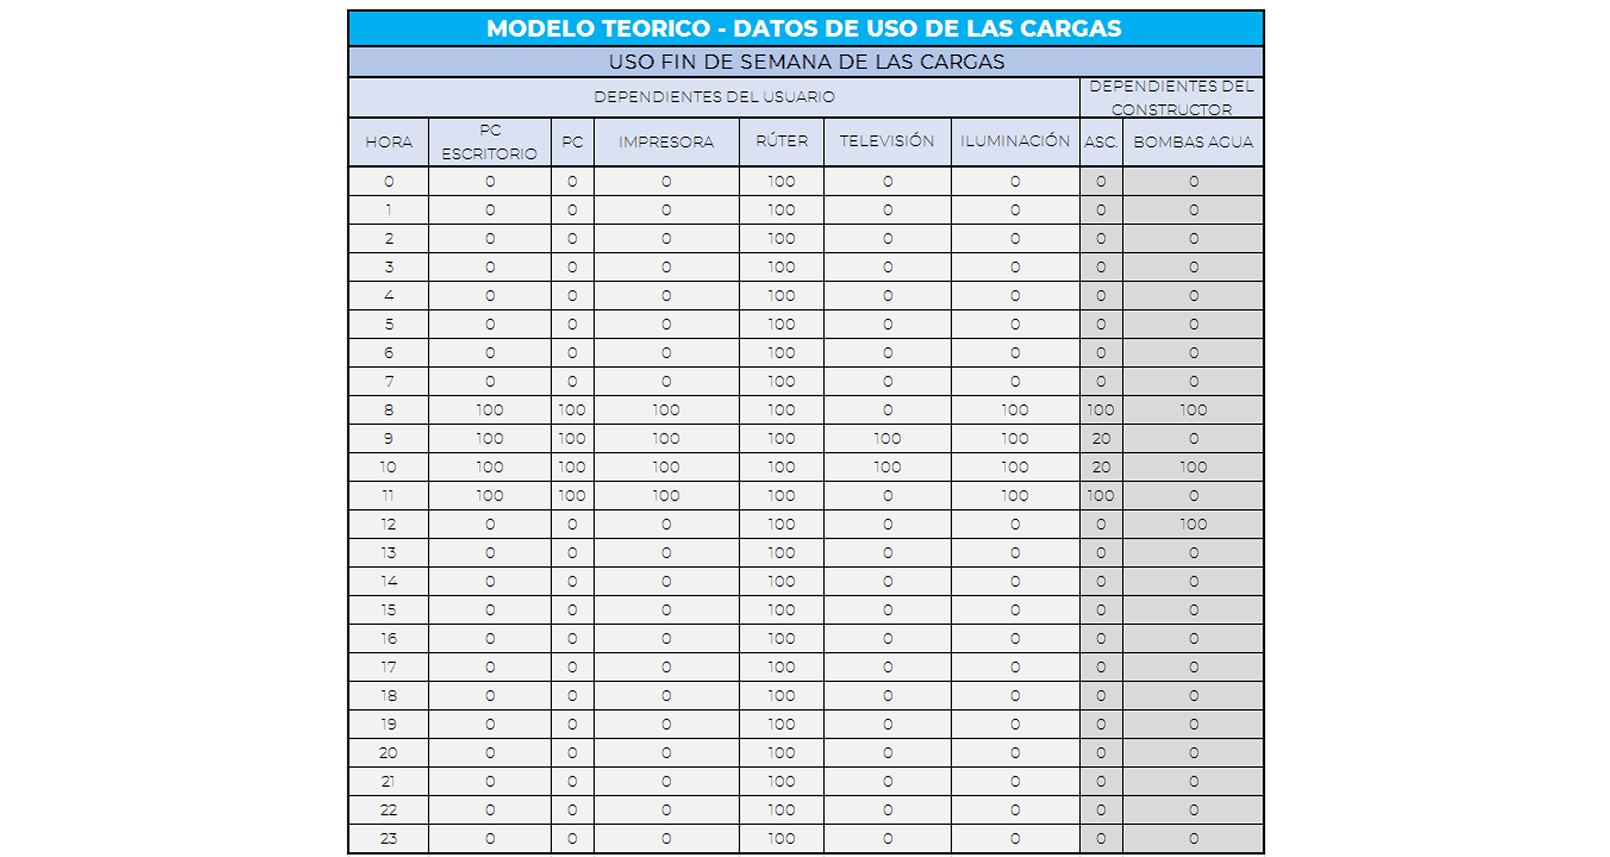 MODELO TEORICO - DATOS DE USO DE LAS CARGAS
USO FIN DE SEMANA DE LAS CARGAS
DEPENDIENTES DEL USUARIO
DEPENDIENTES DEL
CONSTRUCTOR
HORA PC ESCRITORIO PC IMPRESORA RÚTER TELEVISIÓN ILUMINACIÓN ASC. BOMBAS AGUA
0 0 0 0 100 0 0 0 0
1 0 0 0 100 0 0 0 0
2 0 0 0 100 0 0 0 0
3 0 0 0 100 0 0 0 0
4 0 0 0 100 0 0 0 0
5 0 0 0 100 0 0 0 0
6 0 0 0 100 0 0 0 0
7 0 0 0 100 0 0 0 0
8 100 100 100 100 0 100 100 100
9 100 100 100 100 100 100 20 0
10 100 100 100 100 100 100 20 100
11 100 100 100 100 0 100 100 0
12 0 0 0 100 0 0 0 100
13 0 0 0 100 0 0 0 0
14 0 0 0 100 0 0 0 0
15 0 0 0 100 0 0 0 0
16 0 0 0 100 0 0 0 0
17 0 0 0 100 0 0 0 0
18 0 0 0 100 0 0 0 0
19 0 0 0 100 0 0 0 0
20 0 0 0 100 0 0 0 0
21 0 0 0 100 0 0 0 0
22 0 0 0 100 0 0 0 0
23 0 0 0 100 0 0 0 0